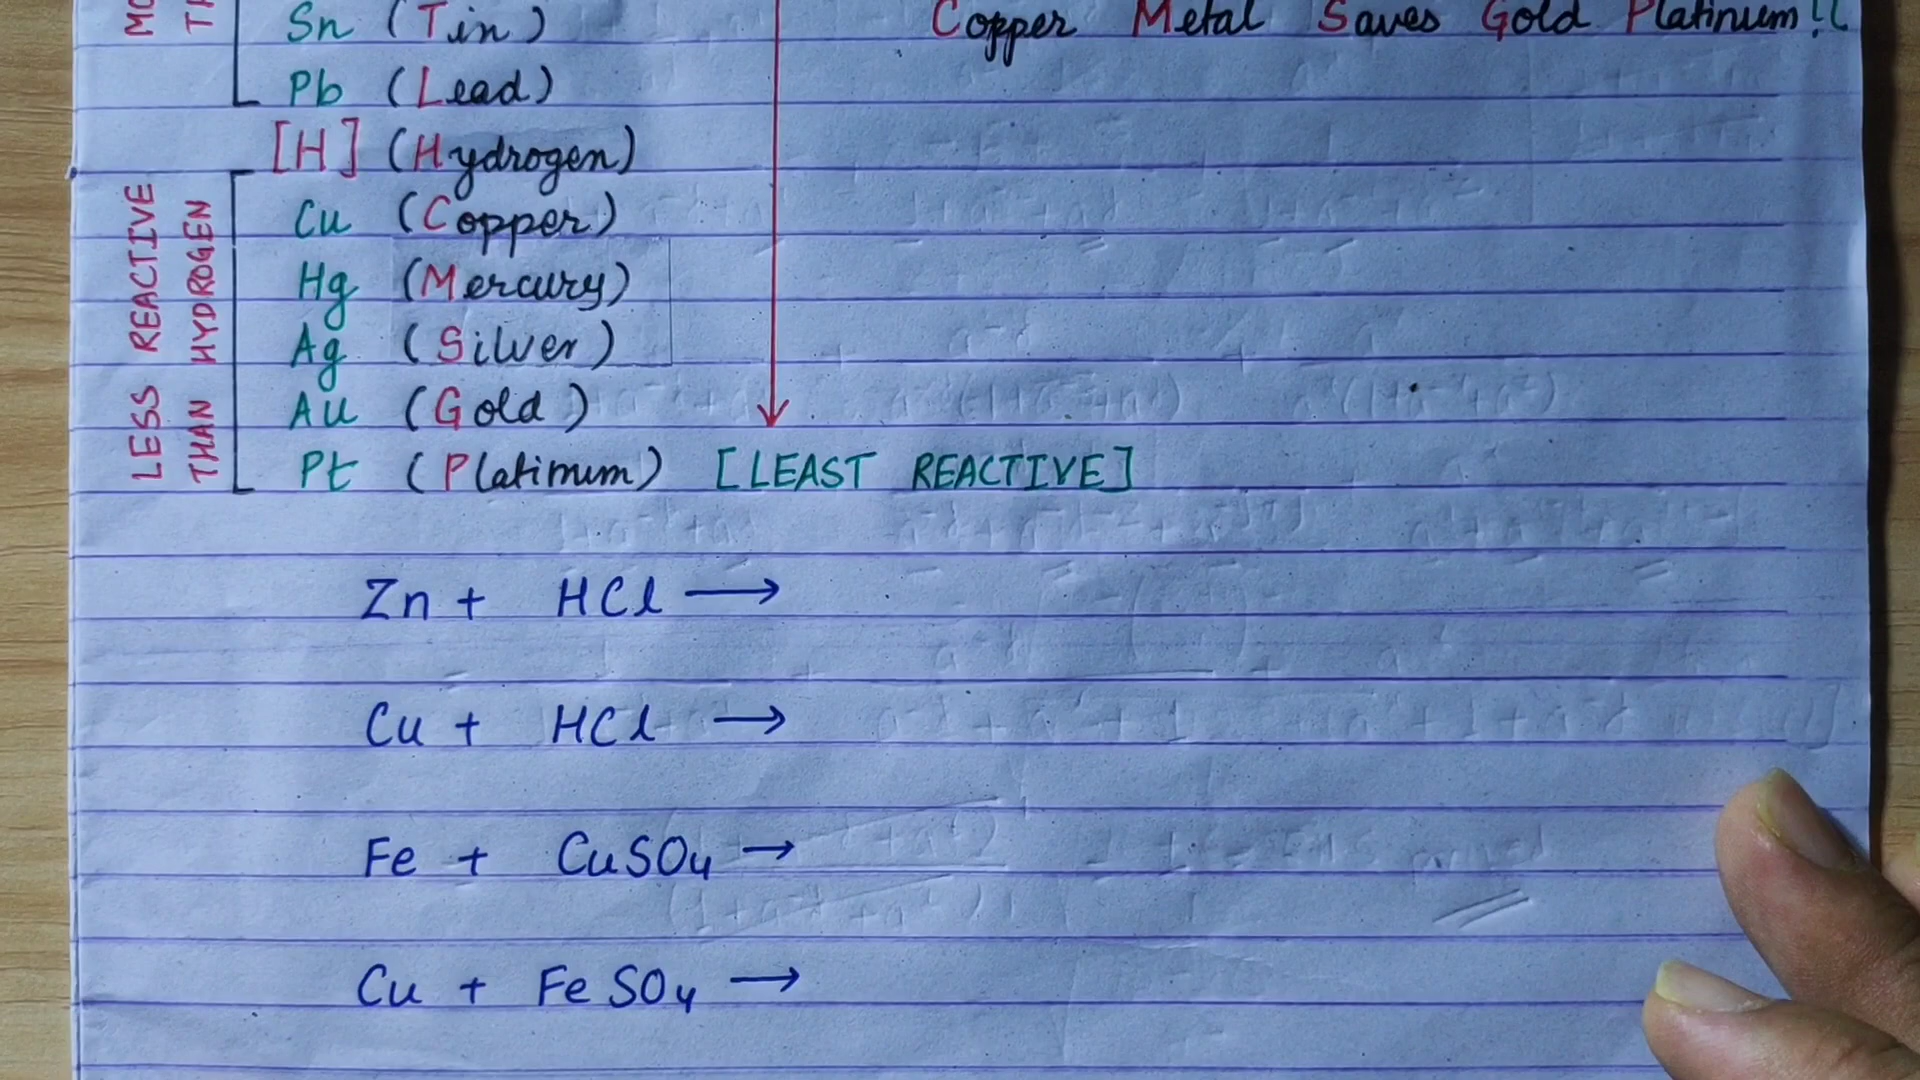 Sn (Tin)
Copper Metal Saves Gold Platinum!!
Pb (Lead)
[H] (Hydrogen)
LESS REACTIVE
THAN HYDROGEN
Cu (Copper)
Hg (Mercury)
Ag (Silver)
Au (Gold)
Pt (Platinum) [LEAST REACTIVE]
Zn + HCl →
Cu + HCl →
Fe + CuSO4 →
Cu + FeSO4 →